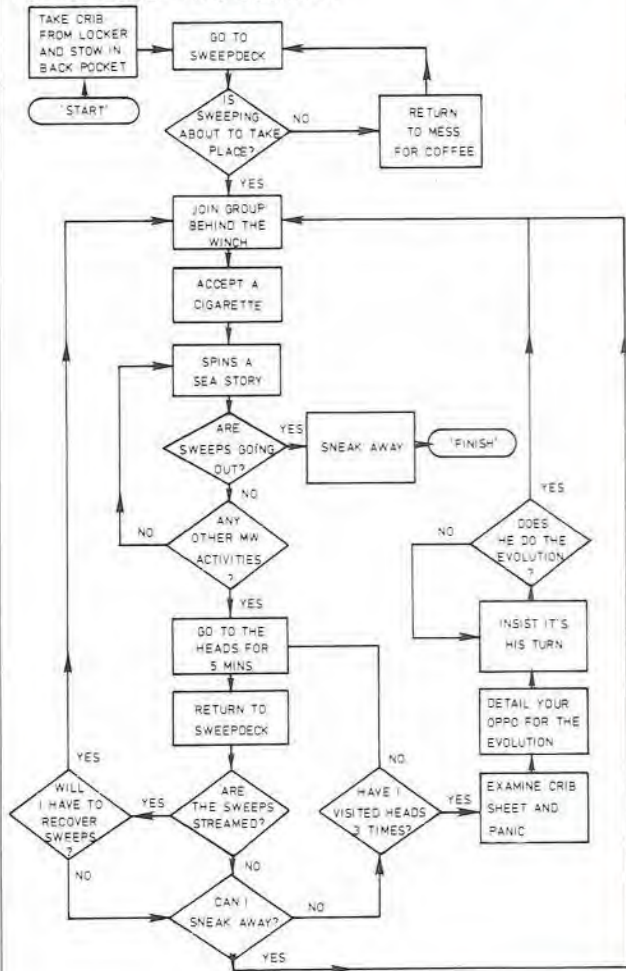 TAKE CRIB
FROM LOCKER
AND STOW IN
BACK POCKET
'START'
GO TO
SWEEPDECK
IS
SWEEPING
ABOUT TO TAKE
PLACE?
NO
RETURN
TO MESS
FOR COFFEE
YES
JOIN GROUP
BEHIND THE
WINCH
ACCEPT A
CIGARETTE
SPINS A
SEA STORY
ARE
SWEEPS GOING
OUT?
YES
SNEAK AWAY
'FINISH'
NO
ANY
OTHER MW
ACTIVITIES
?
NO
YES
GO TO THE
HEADS FOR
5 MINS
RETURN TO
SWEEPDECK
ARE
THE SWEEPS
STREAMED?
YES
WILL
I HAVE TO
RECOVER
SWEEPS
?
YES
NO
NO
CAN I
SNEAK AWAY?
NO
YES
HAVE I
VISITED HEADS
3 TIMES?
NO
YES
EXAMINE CRIB
SHEET AND
PANIC
DETAIL YOUR
OPPO FOR THE
EVOLUTION
INSIST IT'S
HIS TURN
DOES
HE DO THE
EVOLUTION
?
NO
YES